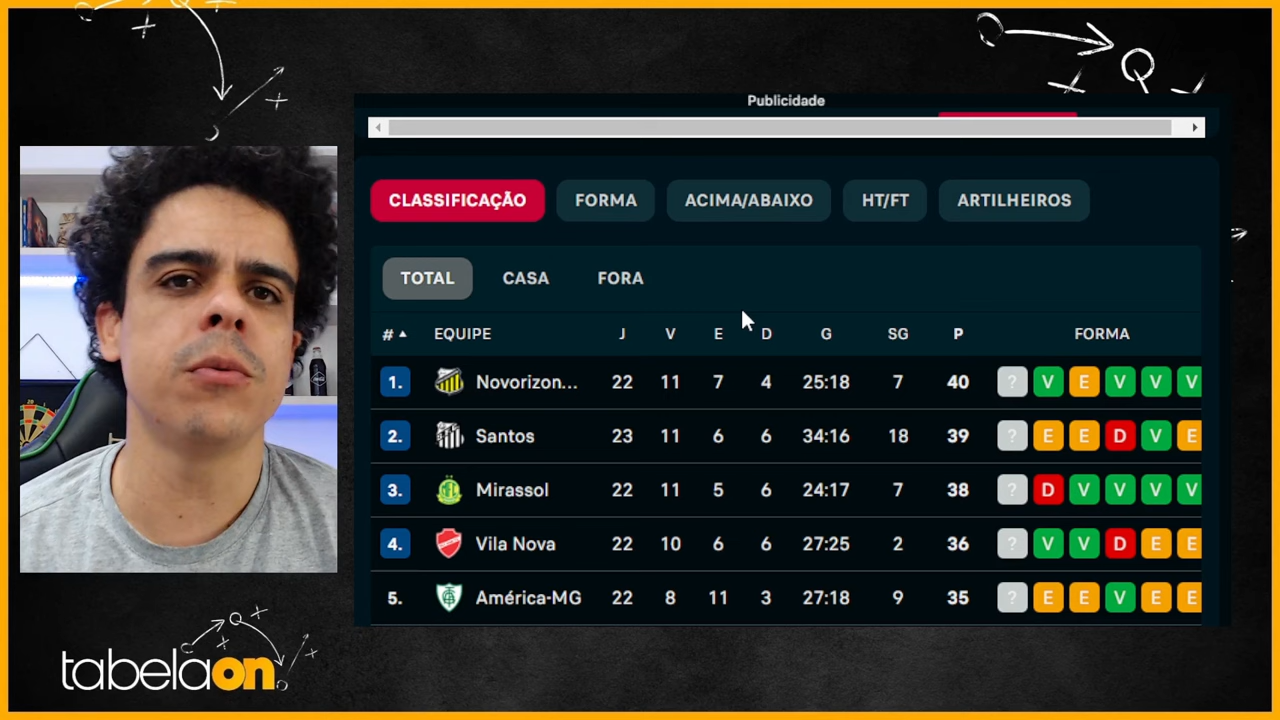 Publicidade
CLASSIFICAÇÃO FORMA ACIMA/ABAIXO HT/FT ARTILHEIROS
TOTAL CASA FORA
# EQUIPE J V E D G SG P FORMA
1. Novorizon... 22 11 7 4 25:18 7 40 ? V E V V V
2. Santos 23 11 6 6 34:16 18 39 ? E E D V E
3. Mirassol 22 11 5 6 24:17 7 38 ? D V V V V
4. Vila Nova 22 10 6 6 27:25 2 36 ? V V D E E
5. América-MG 22 8 11 3 27:18 9 35 ? E E V E E
tabelaon